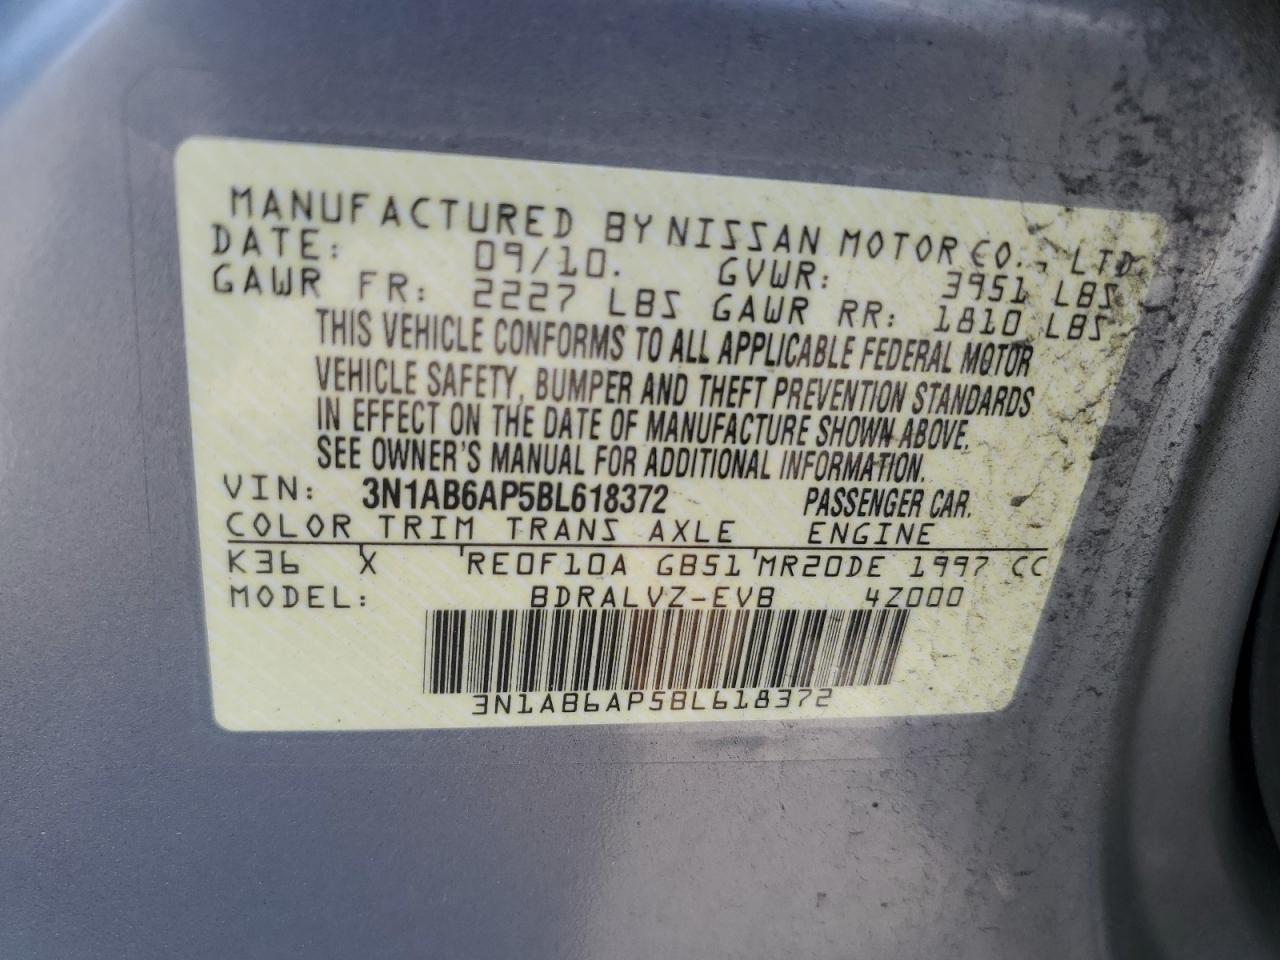 MANUFACTURED BY NISSAN MOTOR CO., LTD.
DATE: 09/10. GVWR: 3951 LBS
GAWR FR: 2227 LBS GAWR RR: 1810 LBS
THIS VEHICLE CONFORMS TO ALL APPLICABLE FEDERAL MOTOR
VEHICLE SAFETY, BUMPER AND THEFT PREVENTION STANDARDS
IN EFFECT ON THE DATE OF MANUFACTURE SHOWN ABOVE.
SEE OWNER'S MANUAL FOR ADDITIONAL INFORMATION.
VIN: 3N1AB6AP5BL618372 PASSENGER CAR.
COLOR TRIM TRANS AXLE ENGINE
K36 X RE0F10A GB51 MR20DE 1997 CC
MODEL: BDRALVZ-EVB 4Z000
3N1AB6AP5BL618372